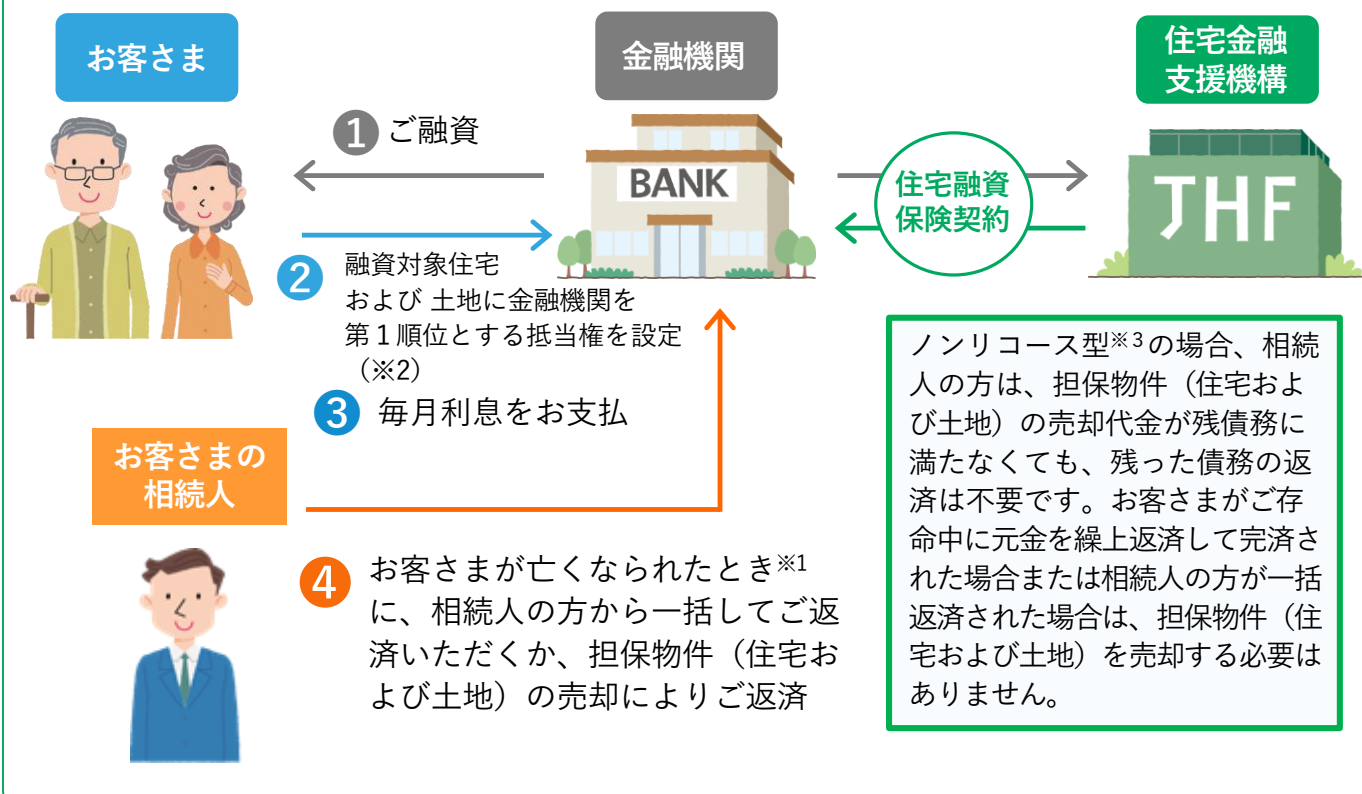 お客さま
金融機関
住宅金融
支援機構
1 ご融資
BANK
住宅融資
保険契約
JHF
2 融資対象住宅
および 土地に金融機関を
第1順位とする抵当権を設定
（※2）
3 毎月利息をお支払
お客さまの
相続人
4 お客さまが亡くなられたとき※1
に、相続人の方から一括してご返
済いただくか、担保物件（住宅お
よび土地）の売却によりご返済
ノンリコース型※3の場合、相続
人の方は、担保物件（住宅およ
び土地）の売却代金が残債務に
満たなくても、残った債務の返
済は不要です。お客さまがご存
命中に元金を繰上返済して完済さ
れた場合または相続人の方が一括
返済された場合は、担保物件（住
宅および土地）を売却する必要は
ありません。